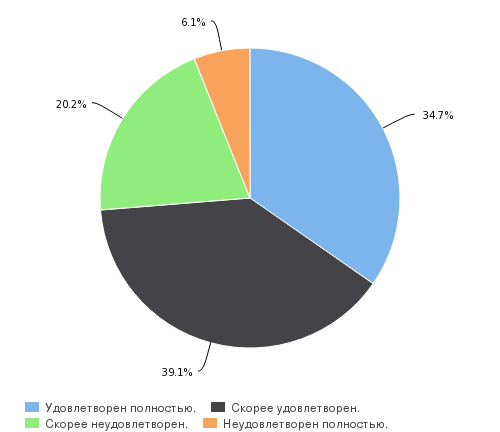 6.1%
20.2%
34.7%
39.1%
Удовлетворен полностью. Скорее удовлетворен.
Скорее неудовлетворен. Неудовлетворен полностью.